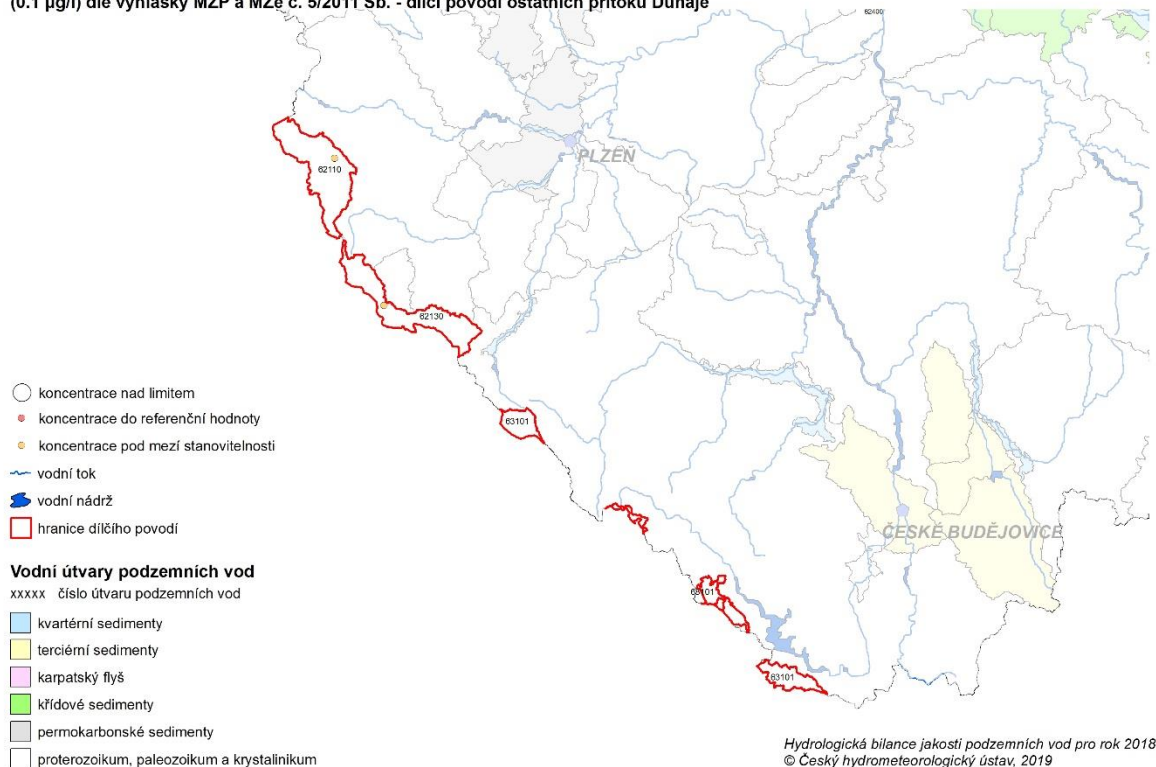 (0.1 µg/l) dle vyhlášky MŽP a MZe č. 5/2011 Sb. - dílčí povodí ostatních přítoků Dunaje
62400
PLZEŇ
62110
62130
63101
ČESKÉ BUDĚJOVICE
63101
63101
koncentrace nad limitem
koncentrace do referenční hodnoty
koncentrace pod mezí stanovitelnosti
vodní tok
vodní nádrž
hranice dílčího povodí
Vodní útvary podzemních vod
xxxxx číslo útvaru podzemních vod
kvartérní sedimenty
terciérní sedimenty
karpatský flyš
křídové sedimenty
permokarbonské sedimenty
proterozoikum, paleozoikum a krystalinikum
Hydrologická bilance jakosti podzemních vod pro rok 2018
© Český hydrometeorologický ústav, 2019